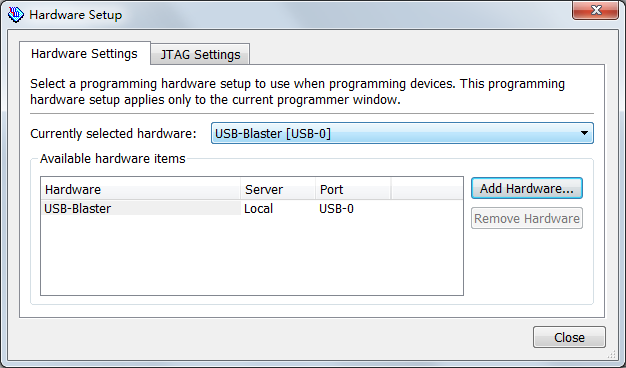 Hardware Setup
Hardware Settings
JTAG Settings
Select a programming hardware setup to use when programming devices. This programming
hardware setup applies only to the current programmer window.
Currently selected hardware:
USB-Blaster [USB-0]
Available hardware items
Hardware Server Port
USB-Blaster Local USB-0
Add Hardware...
Remove Hardware
Close